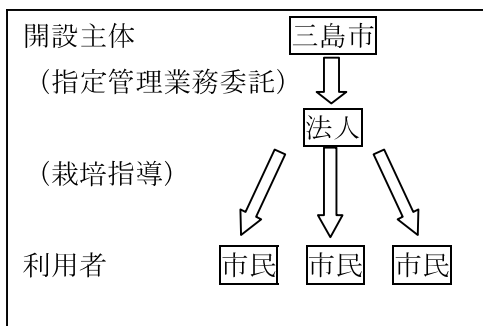 開設主体 三島市
（指定管理業務委託）
法人
（栽培指導）
利用者 市民 市民 市民